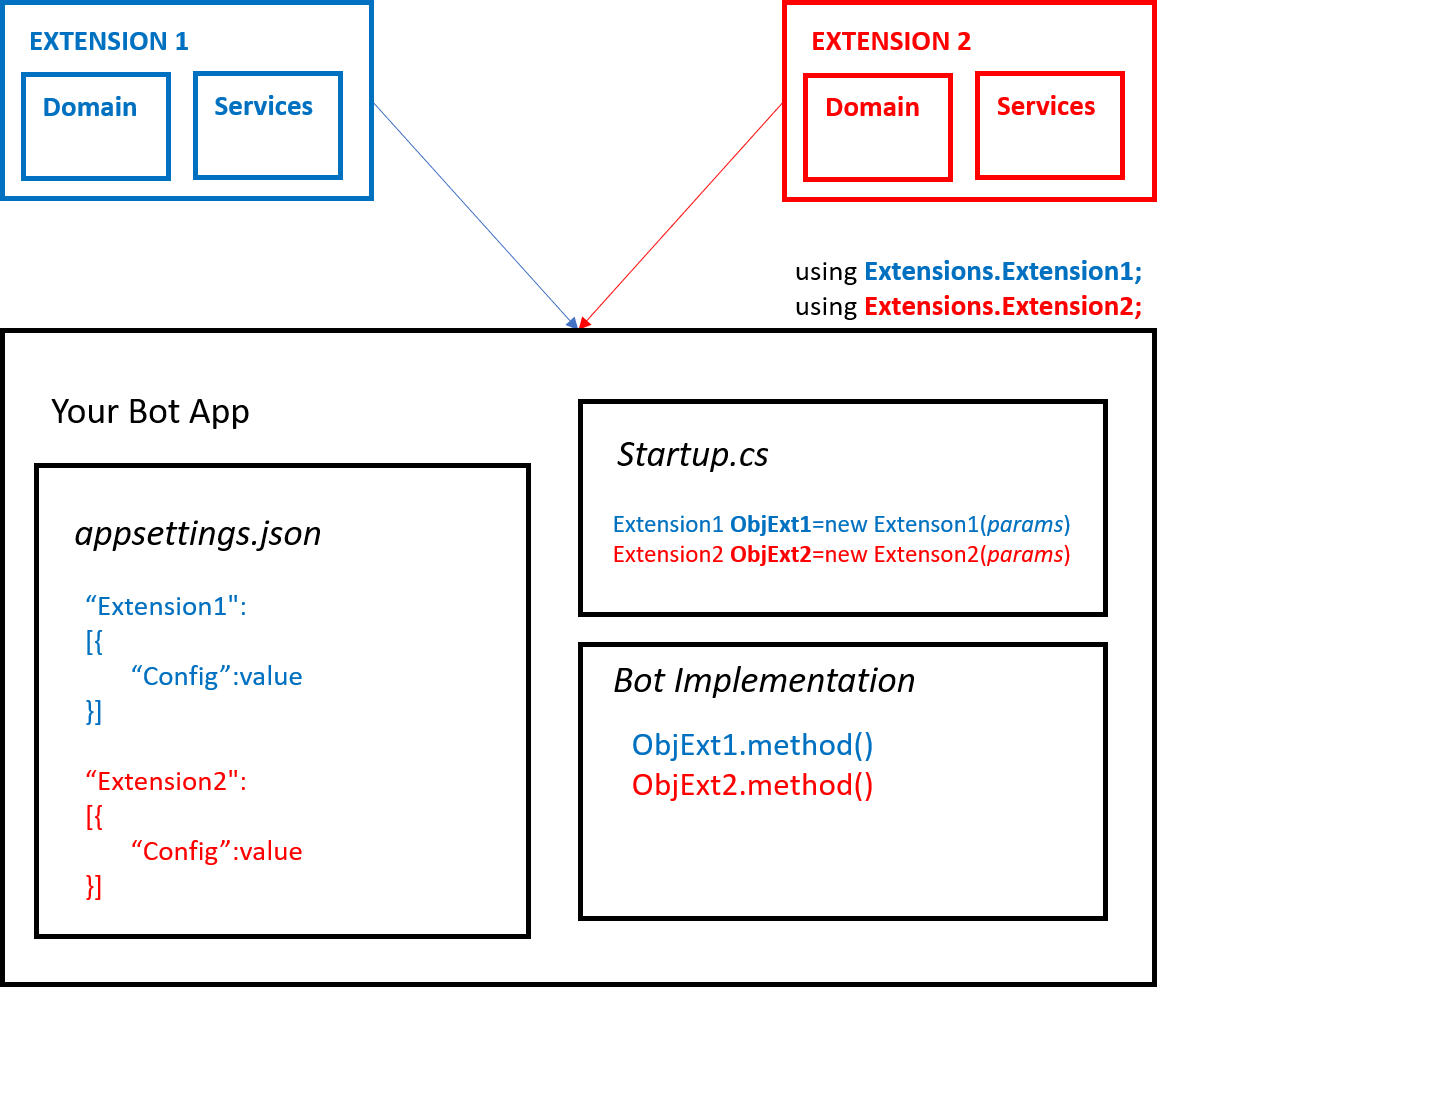 EXTENSION 1
Domain
Services
EXTENSION 2
Domain
Services
using Extensions.Extension1;
using Extensions.Extension2;
Your Bot App
appsettings.json
“Extension1":
[{
“Config”:value
}]
“Extension2":
[{
“Config”:value
}]
Startup.cs
Extension1 ObjExt1=new Extenson1(params)
Extension2 ObjExt2=new Extenson2(params)
Bot Implementation
ObjExt1.method()
ObjExt2.method()